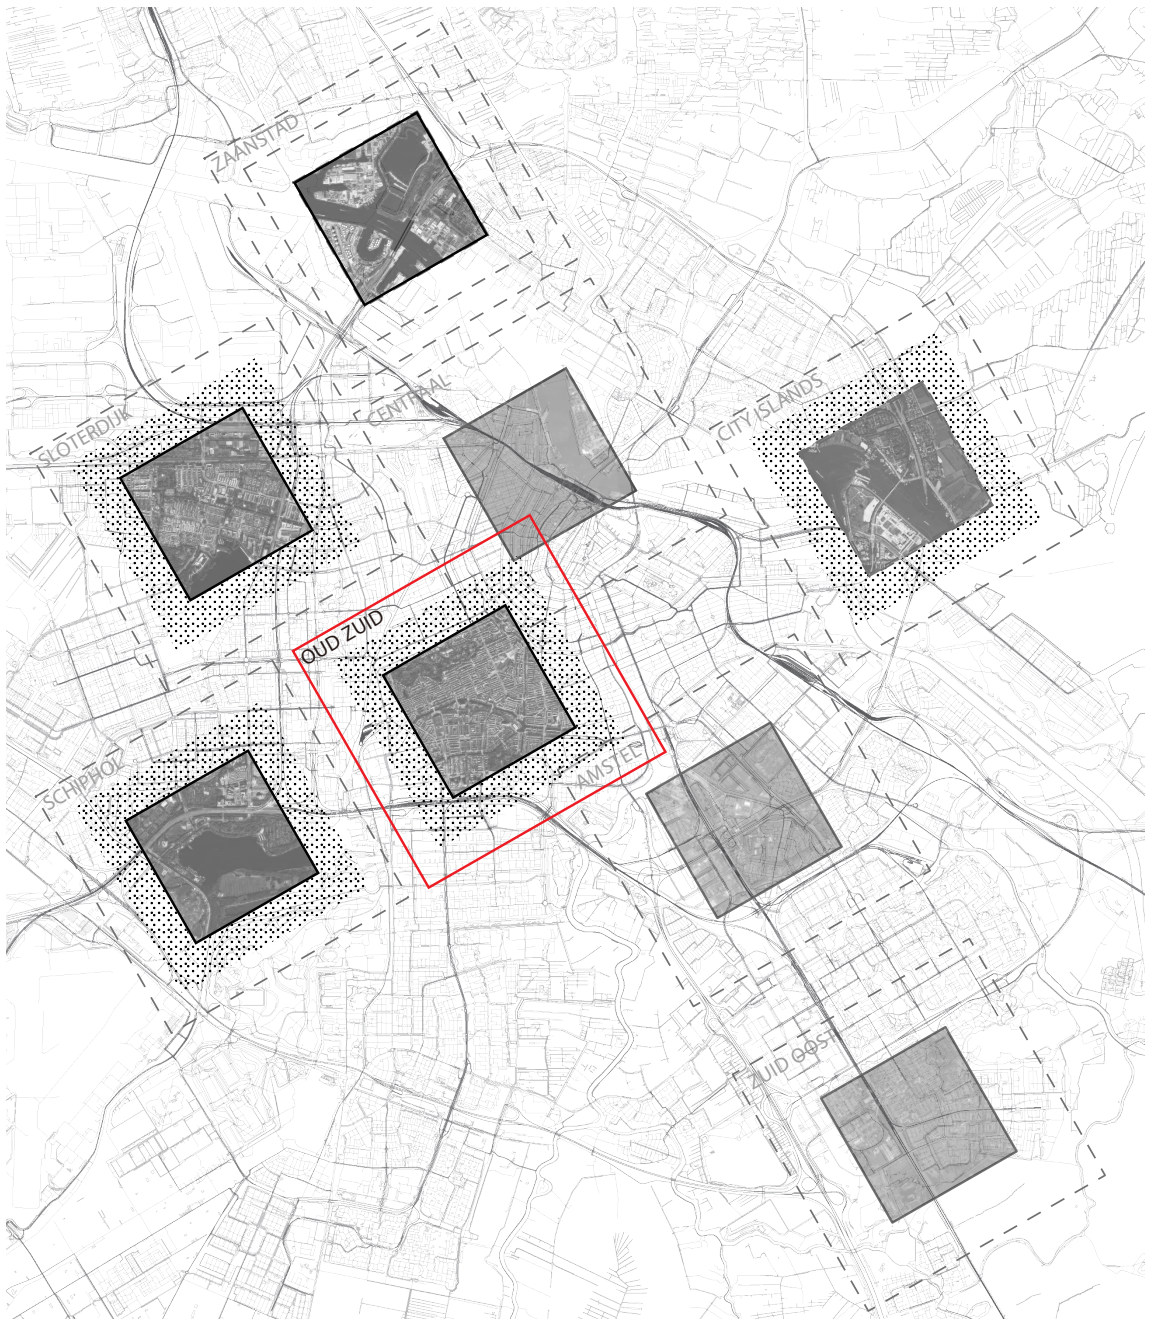 ZAANSTAD
CENTRAAL
CITY ISLANDS
SLOTERDIJK
OUD ZUID
SCHIPHOL
AMSTEL
ZUID OOST